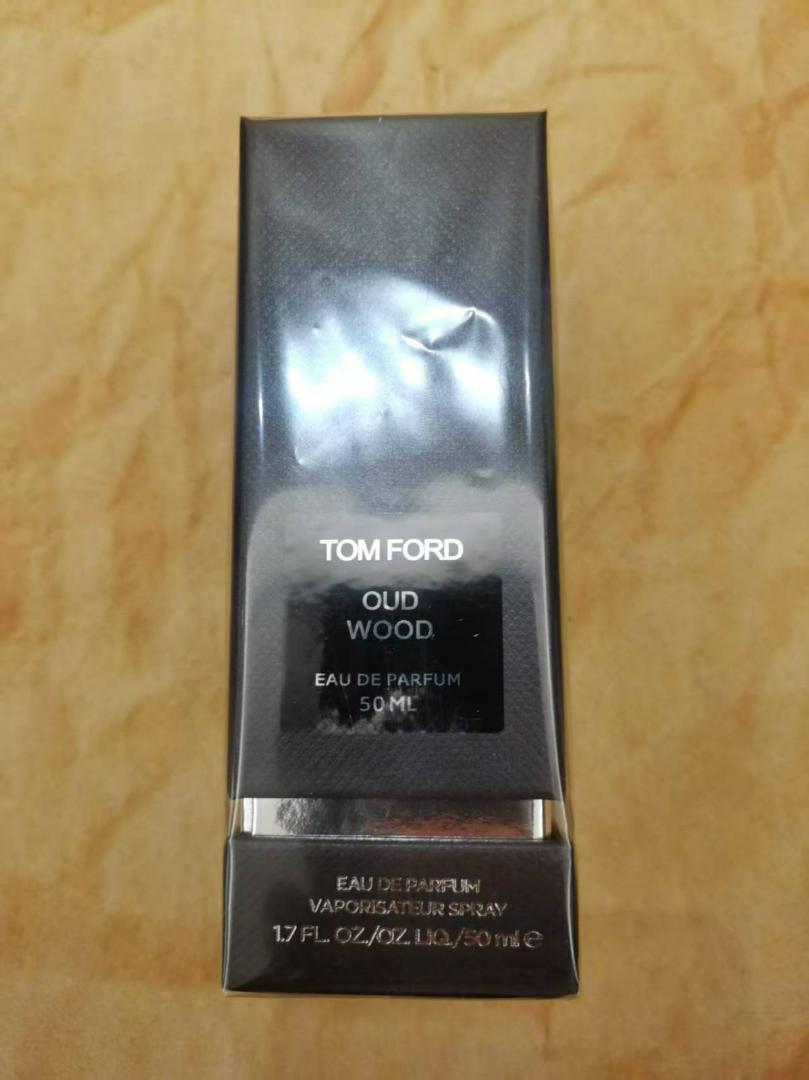 TOM FORD
OUD
WOOD
EAU DE PARFUM
50 ML
EAU DE PARFUM
VAPORISATEUR SPRAY
1.7 FL. OZ./OZ. LIQ./50 ml ℮